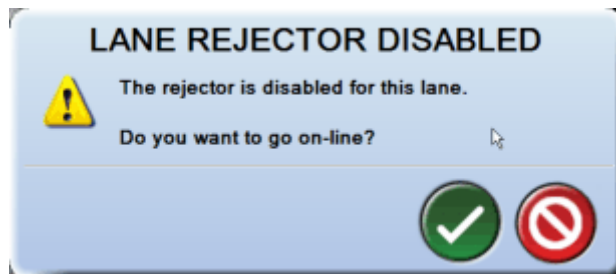 LANE REJECTOR DISABLED
The rejector is disabled for this lane.
Do you want to go on-line?